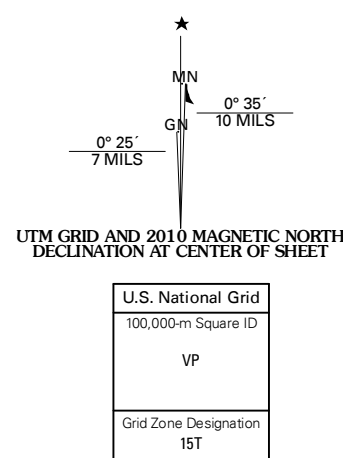 MN
0° 35´
10 MILS
GN
0° 25´
7 MILS
UTM GRID AND 2010 MAGNETIC NORTH
DECLINATION AT CENTER OF SHEET
U.S. National Grid
100,000-m Square ID
VP
Grid Zone Designation
15T